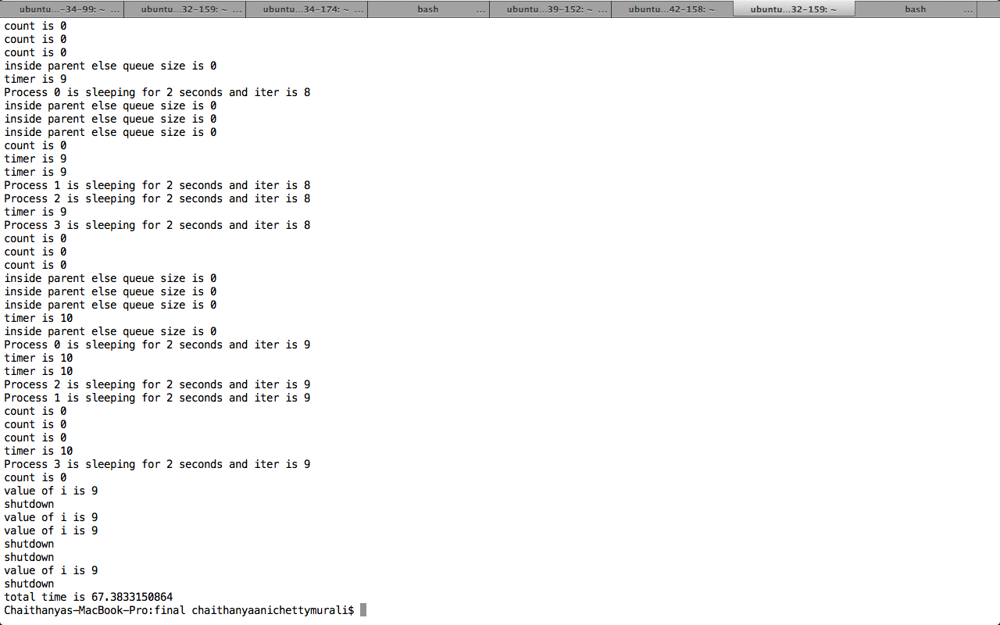 ubuntu...-34-99: ~ ... ubuntu...32-159: ~ ... ubuntu...34-174: ~ ... bash ... ubuntu...39-152: ~ ... ubuntu...42-158: ~ ubuntu...32-159: ~ bash ...
count is 0
count is 0
count is 0
inside parent else queue size is 0
timer is 9
Process 0 is sleeping for 2 seconds and iter is 8
inside parent else queue size is 0
inside parent else queue size is 0
inside parent else queue size is 0
count is 0
timer is 9
timer is 9
Process 1 is sleeping for 2 seconds and iter is 8
Process 2 is sleeping for 2 seconds and iter is 8
timer is 9
Process 3 is sleeping for 2 seconds and iter is 8
count is 0
count is 0
count is 0
inside parent else queue size is 0
inside parent else queue size is 0
inside parent else queue size is 0
timer is 10
inside parent else queue size is 0
Process 0 is sleeping for 2 seconds and iter is 9
timer is 10
timer is 10
Process 2 is sleeping for 2 seconds and iter is 9
Process 1 is sleeping for 2 seconds and iter is 9
count is 0
count is 0
count is 0
timer is 10
Process 3 is sleeping for 2 seconds and iter is 9
count is 0
value of i is 9
shutdown
value of i is 9
value of i is 9
shutdown
shutdown
value of i is 9
shutdown
total time is 67.3833150864
Chaithanyas-MacBook-Pro:final chaithanyaanichettymurali$